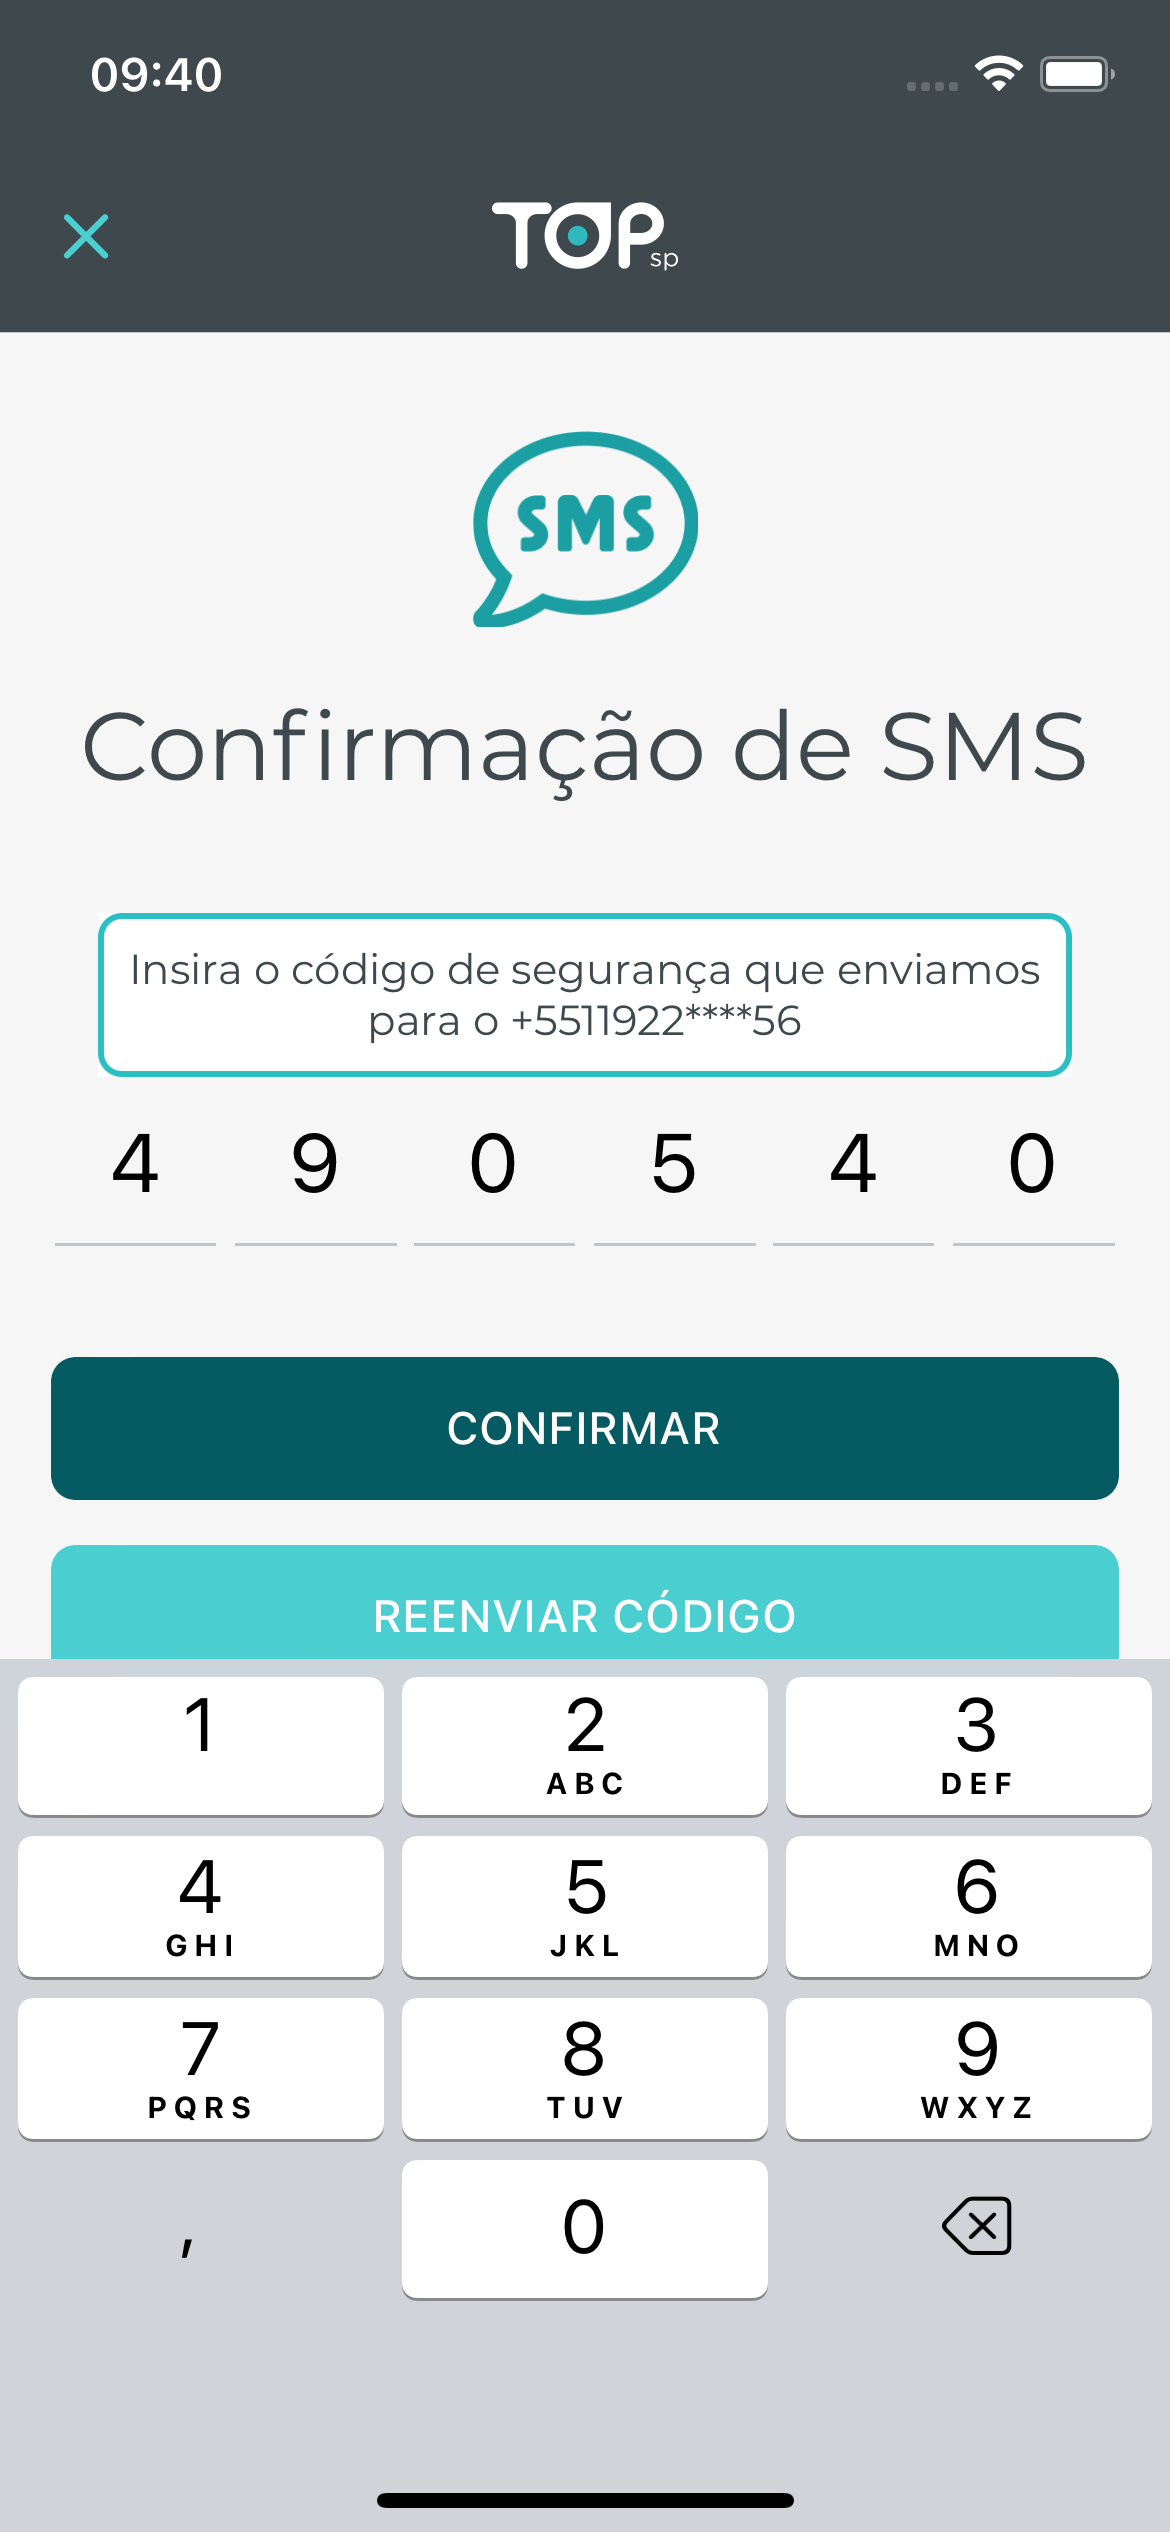 09:40
TOP
sp
SMS
Confirmação de SMS
Insira o código de segurança que enviamos
para o +5511922****56
4 9 0 5 4 0
CONFIRMAR
REENVIAR CÓDIGO
1 2 3
ABC DEF
4 5 6
GHI JKL MNO
7 8 9
PQRS TUV WXYZ
, 0